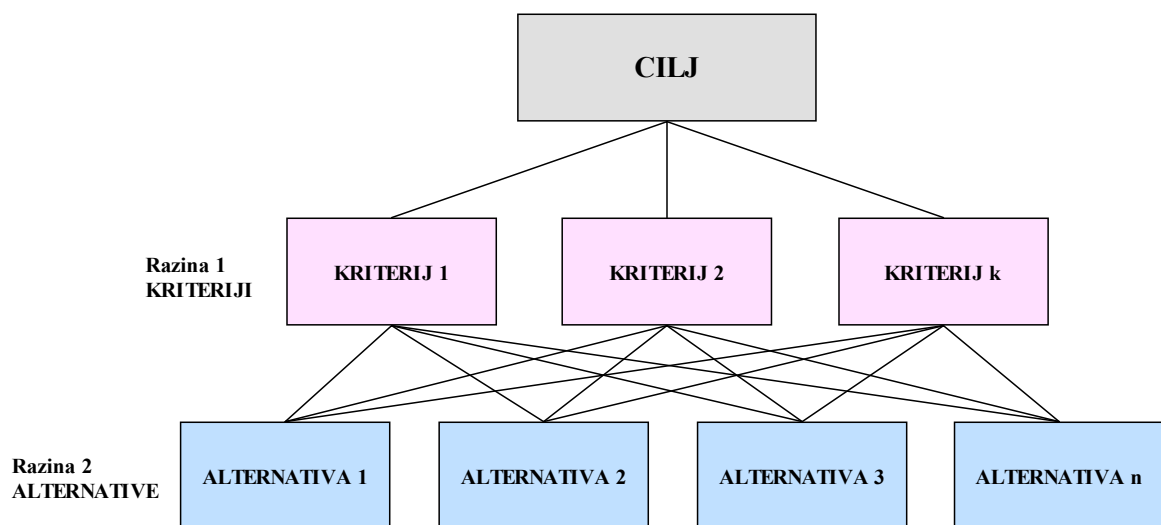 CILJ
Razina 1
KRITERIJI
KRITERIJ 1
KRITERIJ 2
KRITERIJ k
Razina 2
ALTERNATIVE
ALTERNATIVA 1
ALTERNATIVA 2
ALTERNATIVA 3
ALTERNATIVA n